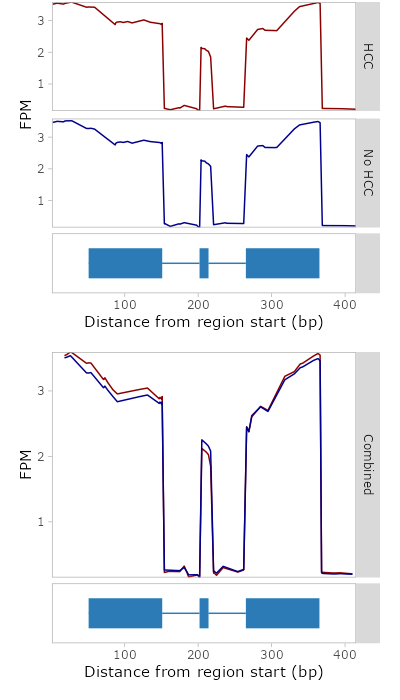 3
2
1
HCC
FPM
3
2
1
No HCC
100 200 300 400
Distance from region start (bp)
3
2
1
FPM
Combined
100 200 300 400
Distance from region start (bp)